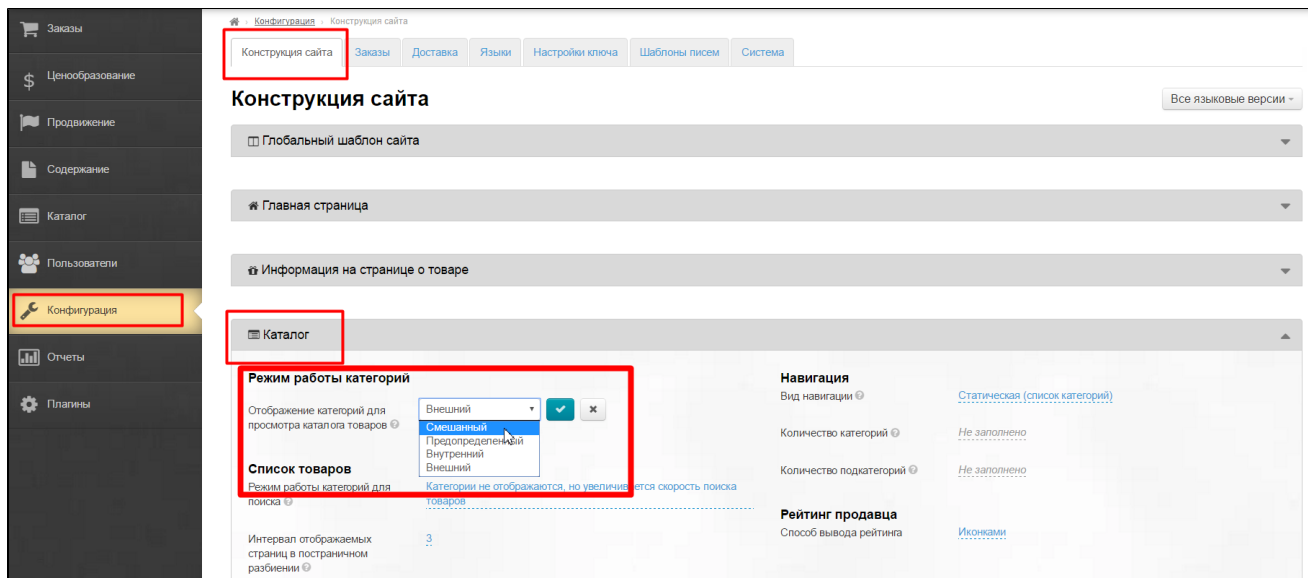 Заказы
Ценообразование
Продвижение
Содержание
Каталог
Пользователи
Конфигурация
Отчеты
Плагины
Конфигурация › Конструкция сайта
Конструкция сайта Заказы Доставка Языки Настройки ключа Шаблоны писем Система
Конструкция сайта
Все языковые версии
Глобальный шаблон сайта
Главная страница
Информация на странице о товаре
Каталог
Режим работы категорий
Отображение категорий для
просмотра каталога товаров
Внешний
Смешанный
Предопределенный
Внутренний
Внешний
Список товаров
Режим работы категорий для
поиска
Категории не отображаются, но увеличивается скорость поиска
товаров
Интервал отображаемых
страниц в постраничном
разбиении
3
Навигация
Вид навигации Статическая (список категорий)
Количество категорий Не заполнено
Количество подкатегорий Не заполнено
Рейтинг продавца
Способ вывода рейтинга Иконками